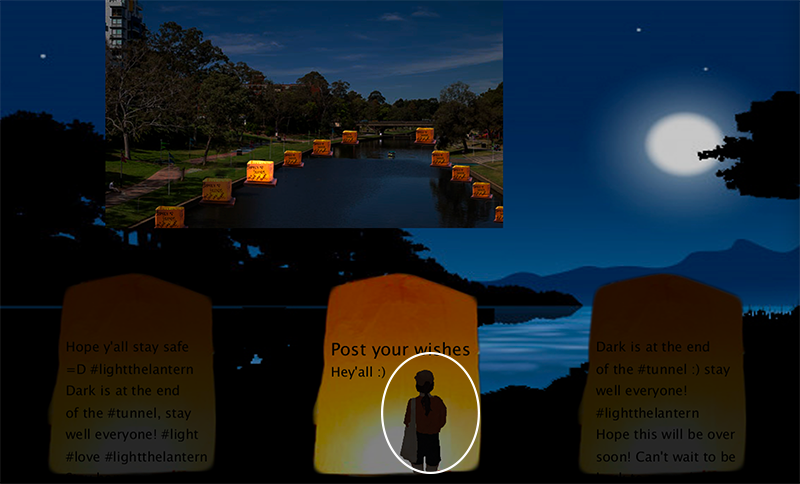 Hope y'all stay safe
=D #lightthelantern
Dark is at the end
of the #tunnel, stay
well everyone! #light
#love #lightthelantern
Post your wishes
Hey'all :)
Dark is at the end
of the #tunnel :) stay
well everyone!
#lightthelantern
Hope this will be over
soon! Can't wait to be